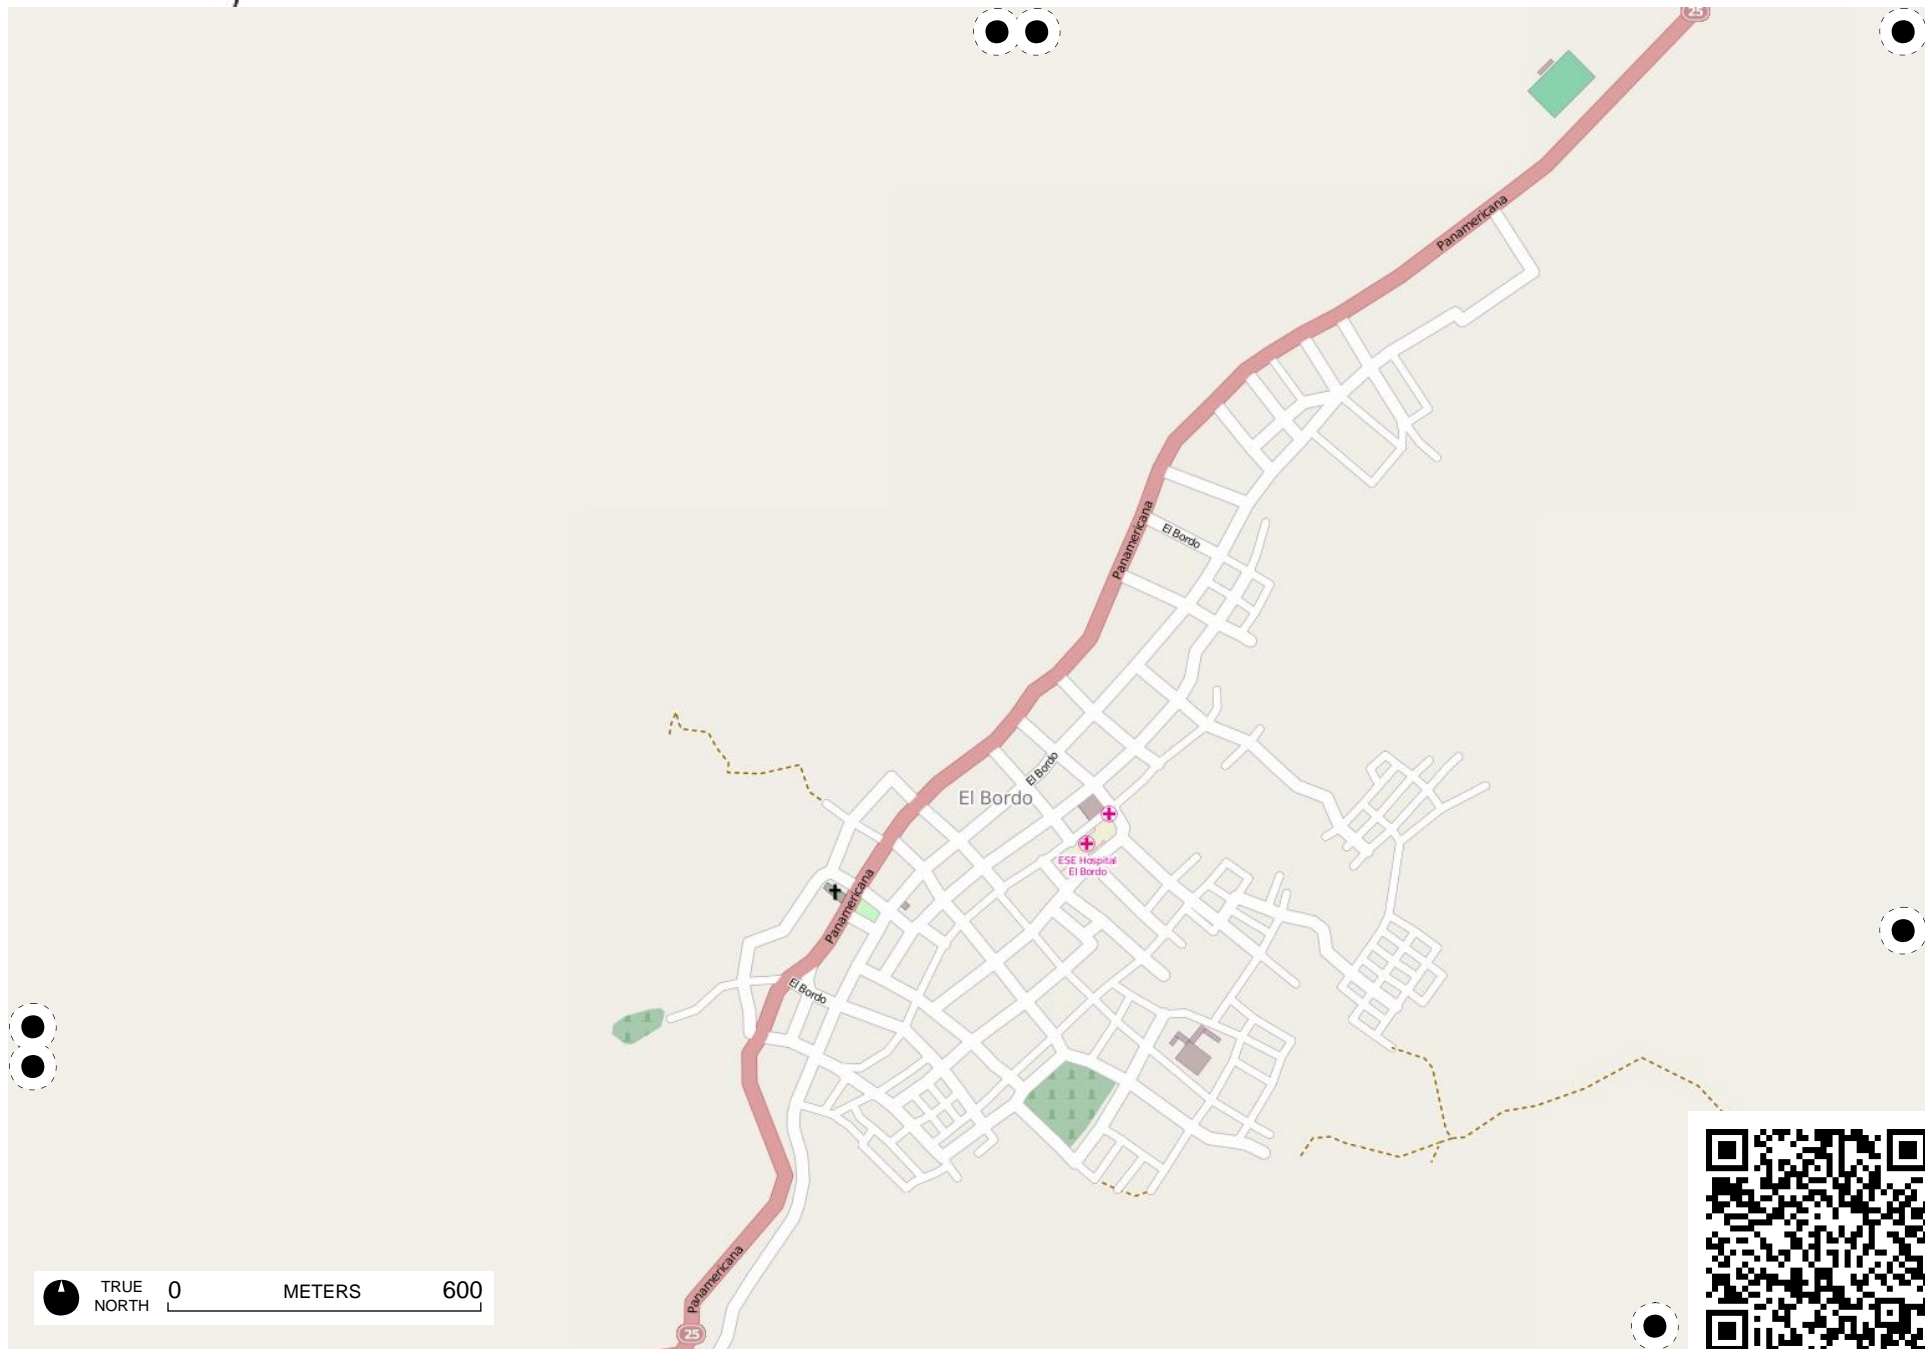 25
Panamericana
Panamericana
El Bordo
El Bordo
El Bordo
ESE Hospital
El Bordo
Panamericana
El Bordo
Panamericana
25
TRUE
NORTH
0 METERS 600